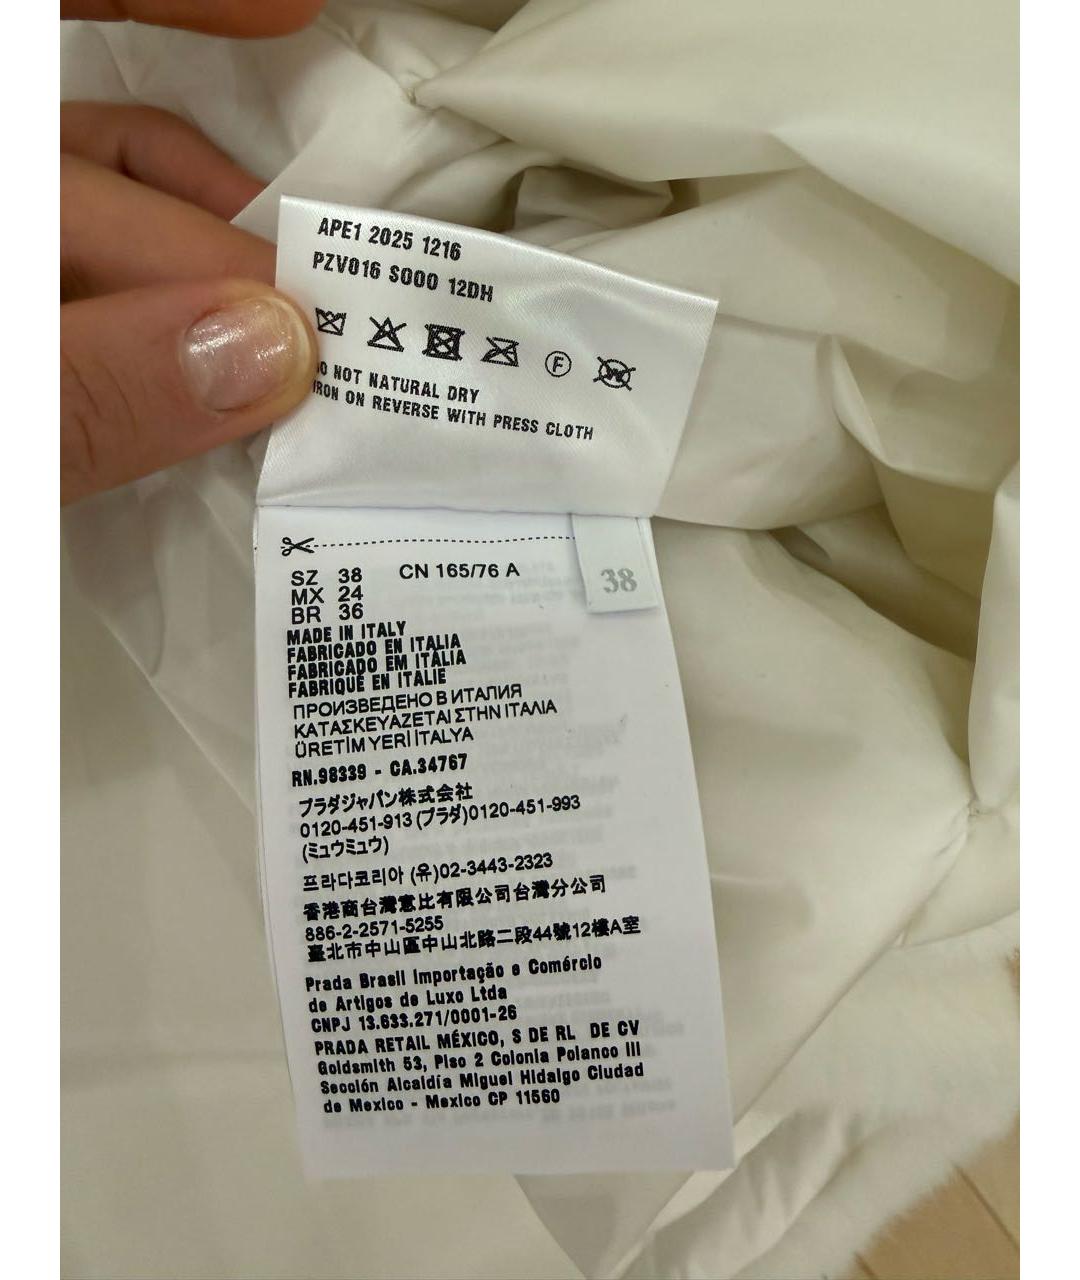 APE1 2025 1216
PZV016 S000 12DH
F
W
O NOT NATURAL DRY
IRON ON REVERSE WITH PRESS CLOTH
SZ 38 CN 165/76 A
38
MX 24
BR 36
MADE IN ITALY
FABRICADO EN ITALIA
FABRICADO EM ITÁLIA
FABRIQUÉ EN ITALIE
ПРОИЗВЕДЕНО В ИТАЛИЯ
ΚΑΤΑΣΚΕΥΑΖΕΤΑΙ ΣΤΗΝ ΙΤΑΛΙΑ
ÜRETİM YERİ İTALYA
RN.98339 - CA.34767
プラダジャパン株式会社
0120-451-913 (プラダ)0120-451-993
(ミュウミュウ)
프라다코리아 (유)02-3443-2323
香港商台灣意比有限公司台灣分公司
886-2-2571-5255
臺北市中山區中山北路二段44號12樓A室
Prada Brasil Importação e Comércio
de Artigos de Luxo Ltda
CNPJ 13.633.271/0001-26
PRADA RETAIL MÉXICO, S DE RL DE CV
Goldsmith 53, Piso 2 Colonia Polanco III
Sección Alcaldía Miguel Hidalgo Ciudad
de Mexico - Mexico CP 11560